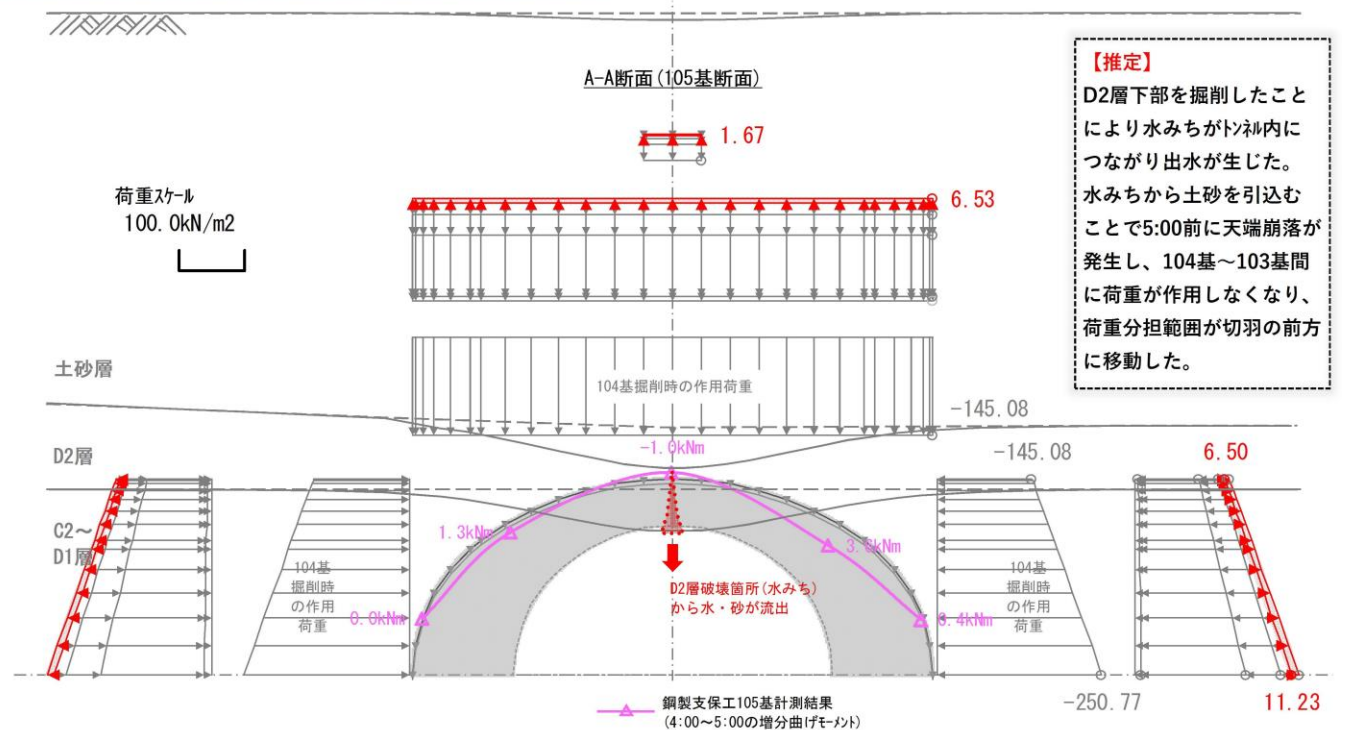 A-A断面(105基断面)
【推定】
D2層下部を掘削したこと
により水みちがﾄﾝﾈﾙ内に
つながり出水が生じた。
水みちから土砂を引込む
ことで5:00前に天端崩落が
発生し、104基～103基間
に荷重が作用しなくなり、
荷重分担範囲が切羽の前方
に移動した。
1.67
荷重ｽｹｰﾙ
100.0kN/m2
6.53
土砂層
104基掘削時の作用荷重
-145.08
D2層
-1.0kNm
-145.08
6.50
C2～
D1層
1.3kNm
104基
掘削時
の作用
荷重
104基
掘削時
の作用
荷重
D2層破壊箇所(水みち)
から水・砂が流出
0.0kNm
鋼製支保工105基計測結果
(4:00～5:00の増分曲げﾓｰﾒﾝﾄ)
-250.77
11.23